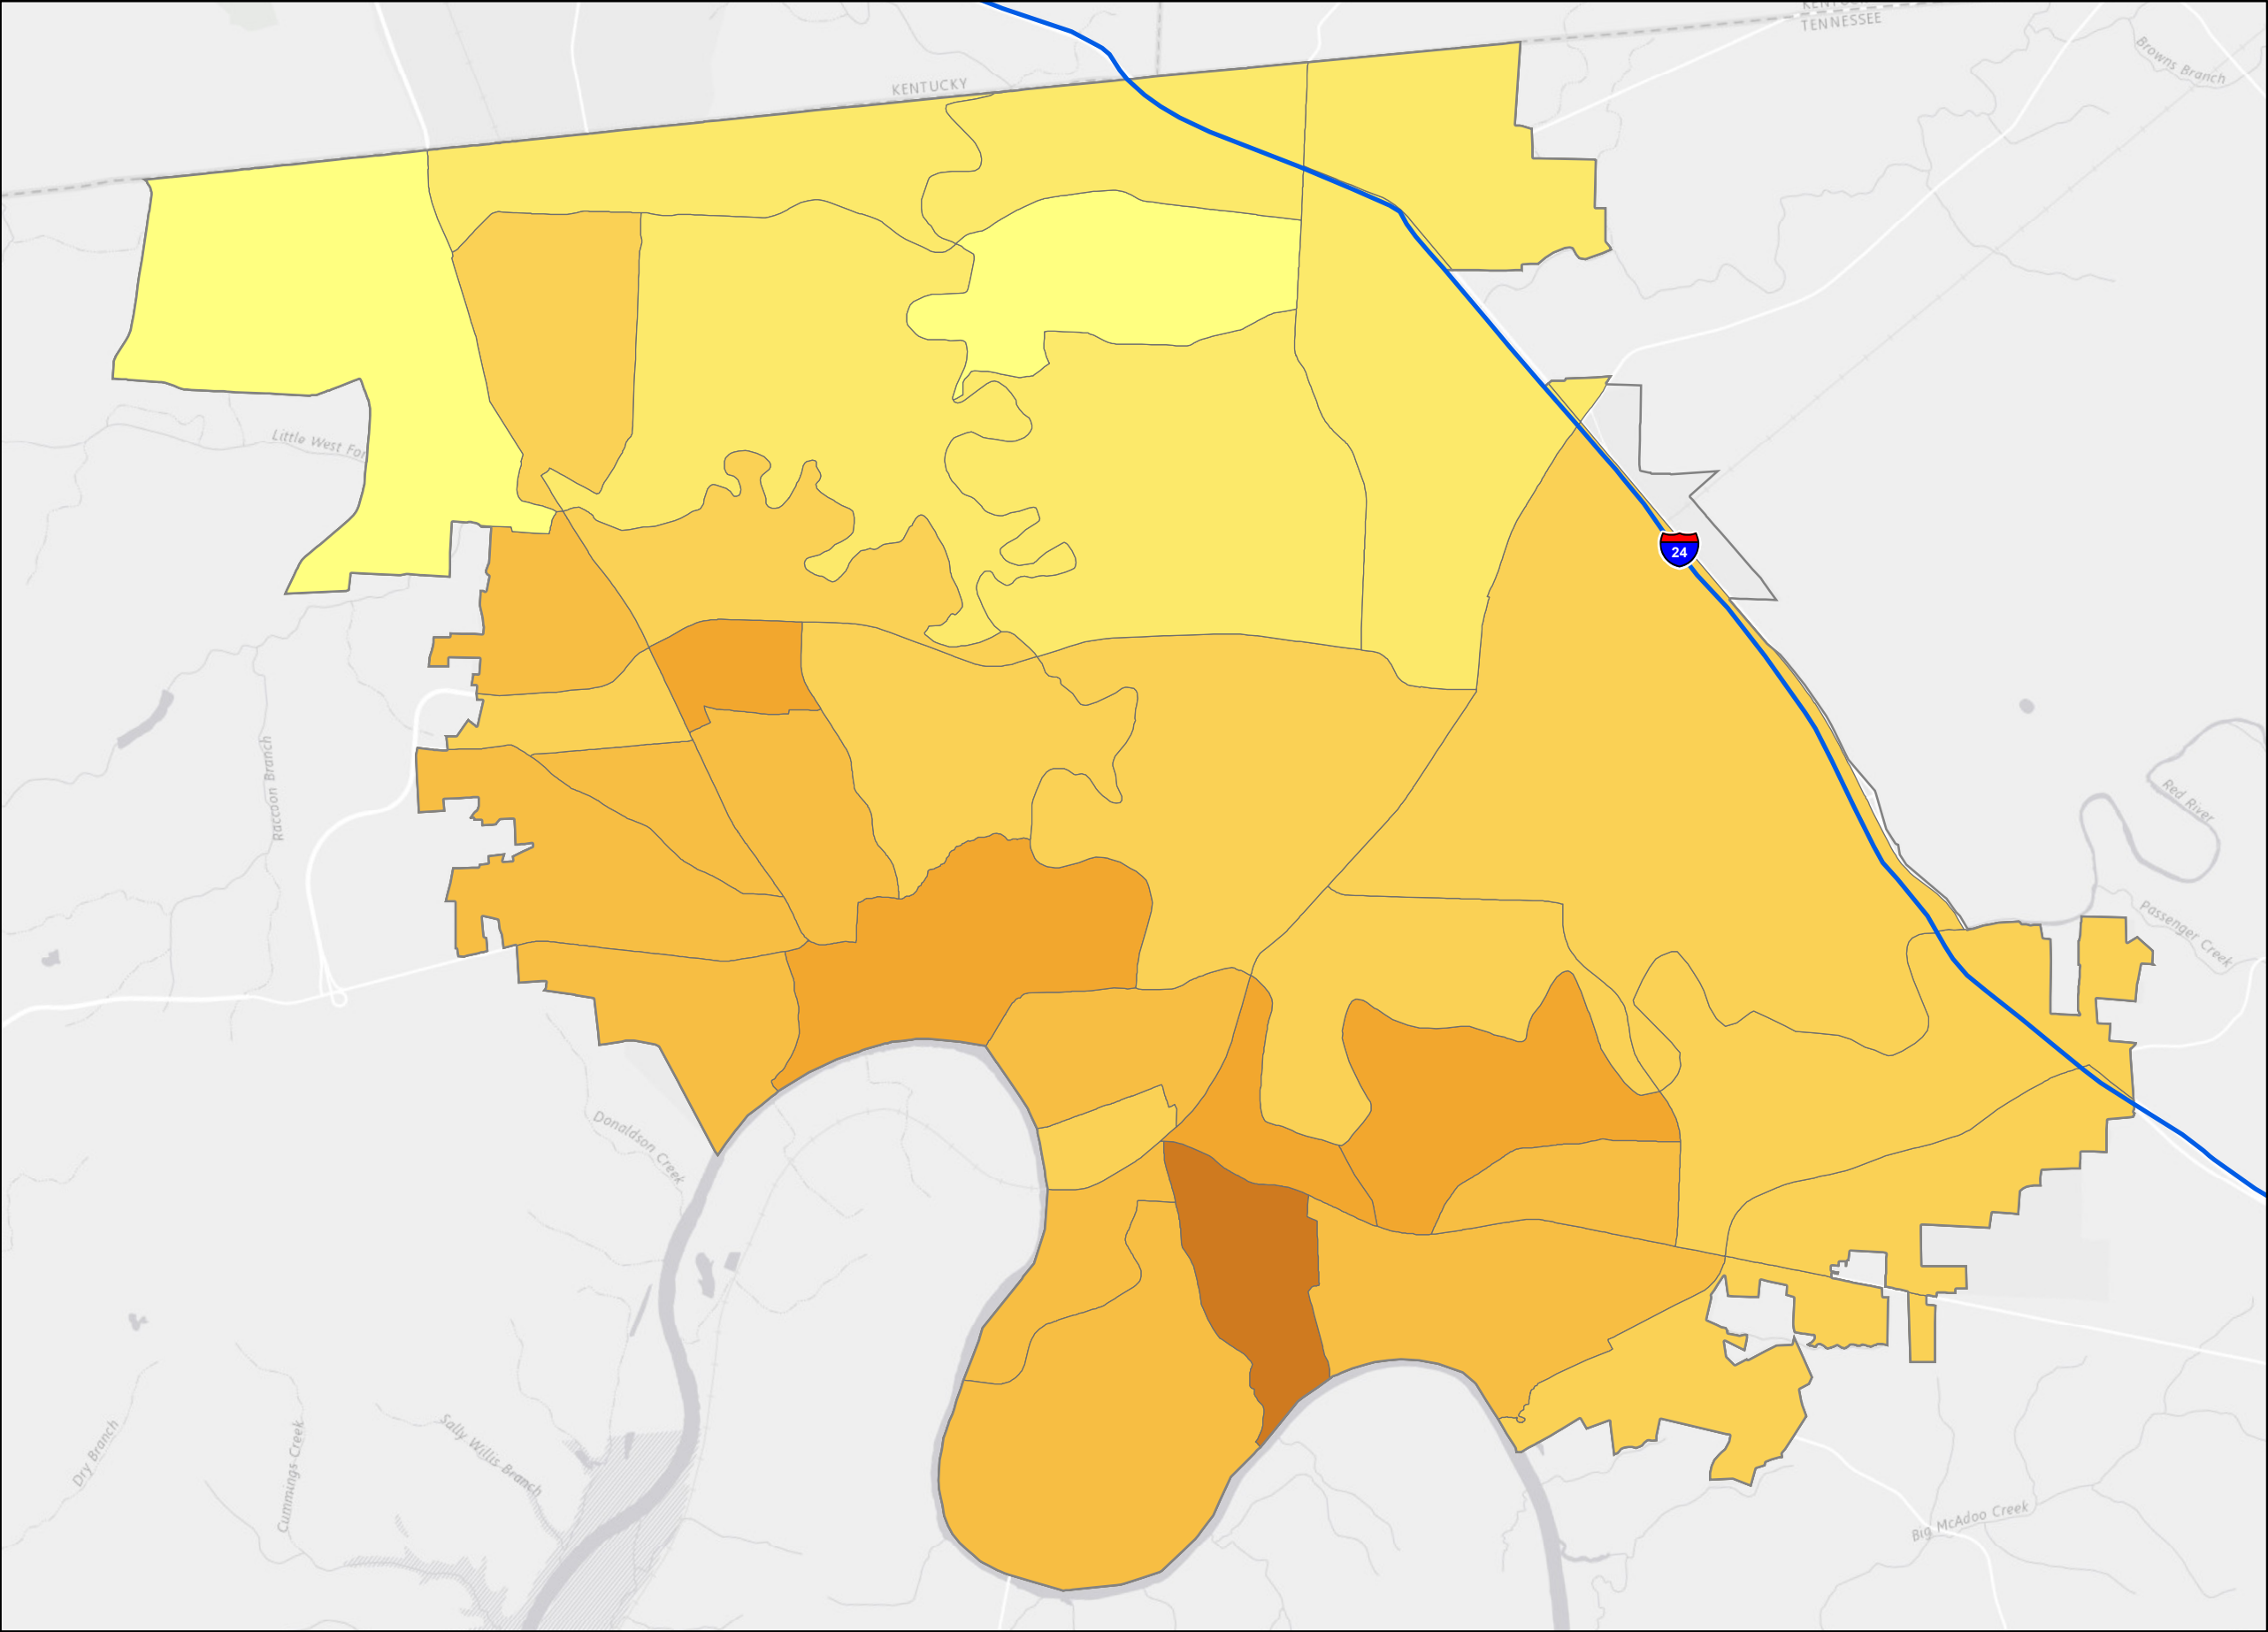 KENTUCKY
TENNESSEE
Browns Branch
KENTUCKY
Little West For
24
Raccoon Branch
Red River
Passenger Creek
Donaldson Creek
Dry Branch
Cummings Creek
Sally Willis Branch
Big McAdoo Creek